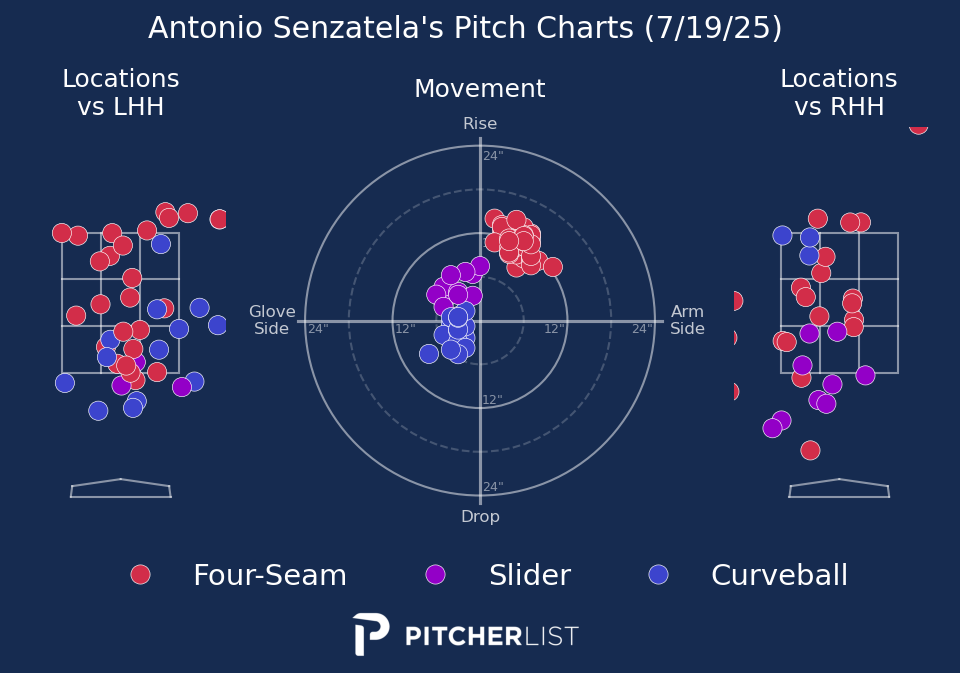 Antonio Senzatela's Pitch Charts (7/19/25)
Locations
vs LHH
Movement
Locations
vs RHH
Rise
24"
Glove
Side
24"
12"
12"
24"
Arm
Side
12"
24"
Drop
Four-Seam
Slider
Curveball
PITCHERLIST